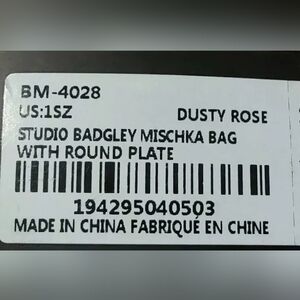 BM-4028
US:1SZ DUSTY ROSE
STUDIO BADGLEY MISCHKA BAG
WITH ROUND PLATE
194295040503
MADE IN CHINA FABRIQUÉ EN CHINE